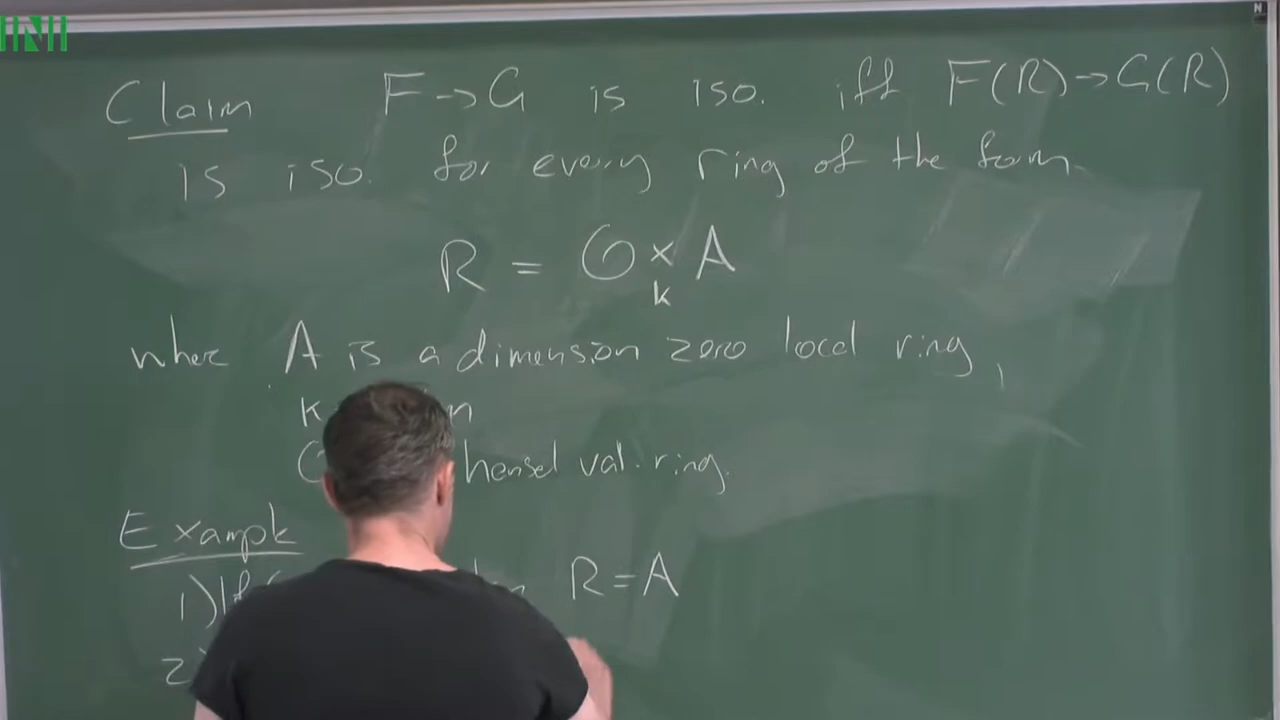 Claim F→G is iso. iff F(R)→G(R)
is iso. for every ring of the form
R = O × A
k
where A is a dimension zero local ring,
k
hensel val. ring.
Example
1) If R=A
2)